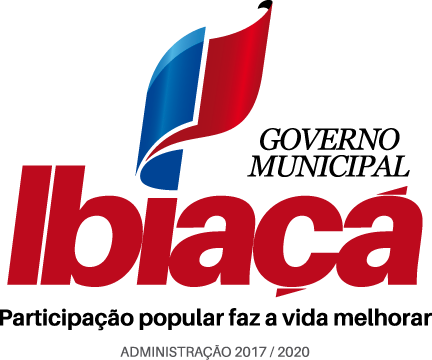 GOVERNO
MUNICIPAL
Ibiaçá
Participação popular faz a vida melhorar
ADMINISTRAÇÃO 2017 / 2020